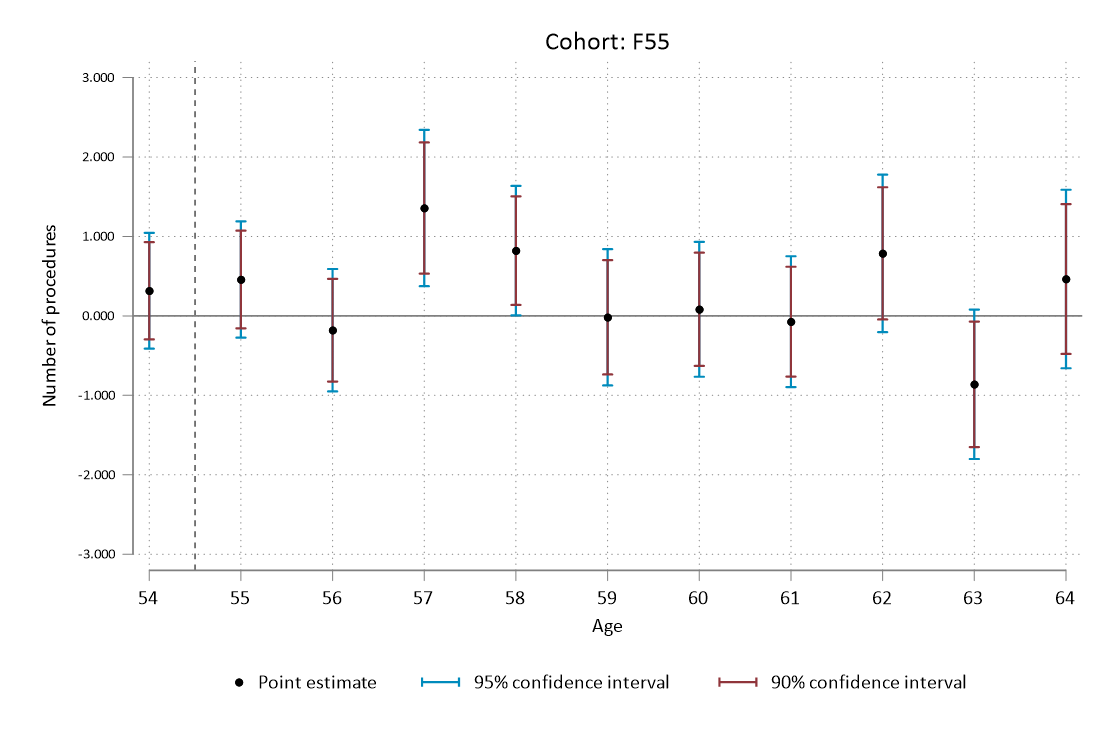 Cohort: F55
3.000
2.000
1.000
0.000
-1.000
-2.000
-3.000
Number of procedures
54 55 56 57 58 59 60 61 62 63 64
Age
Point estimate 95% confidence interval 90% confidence interval